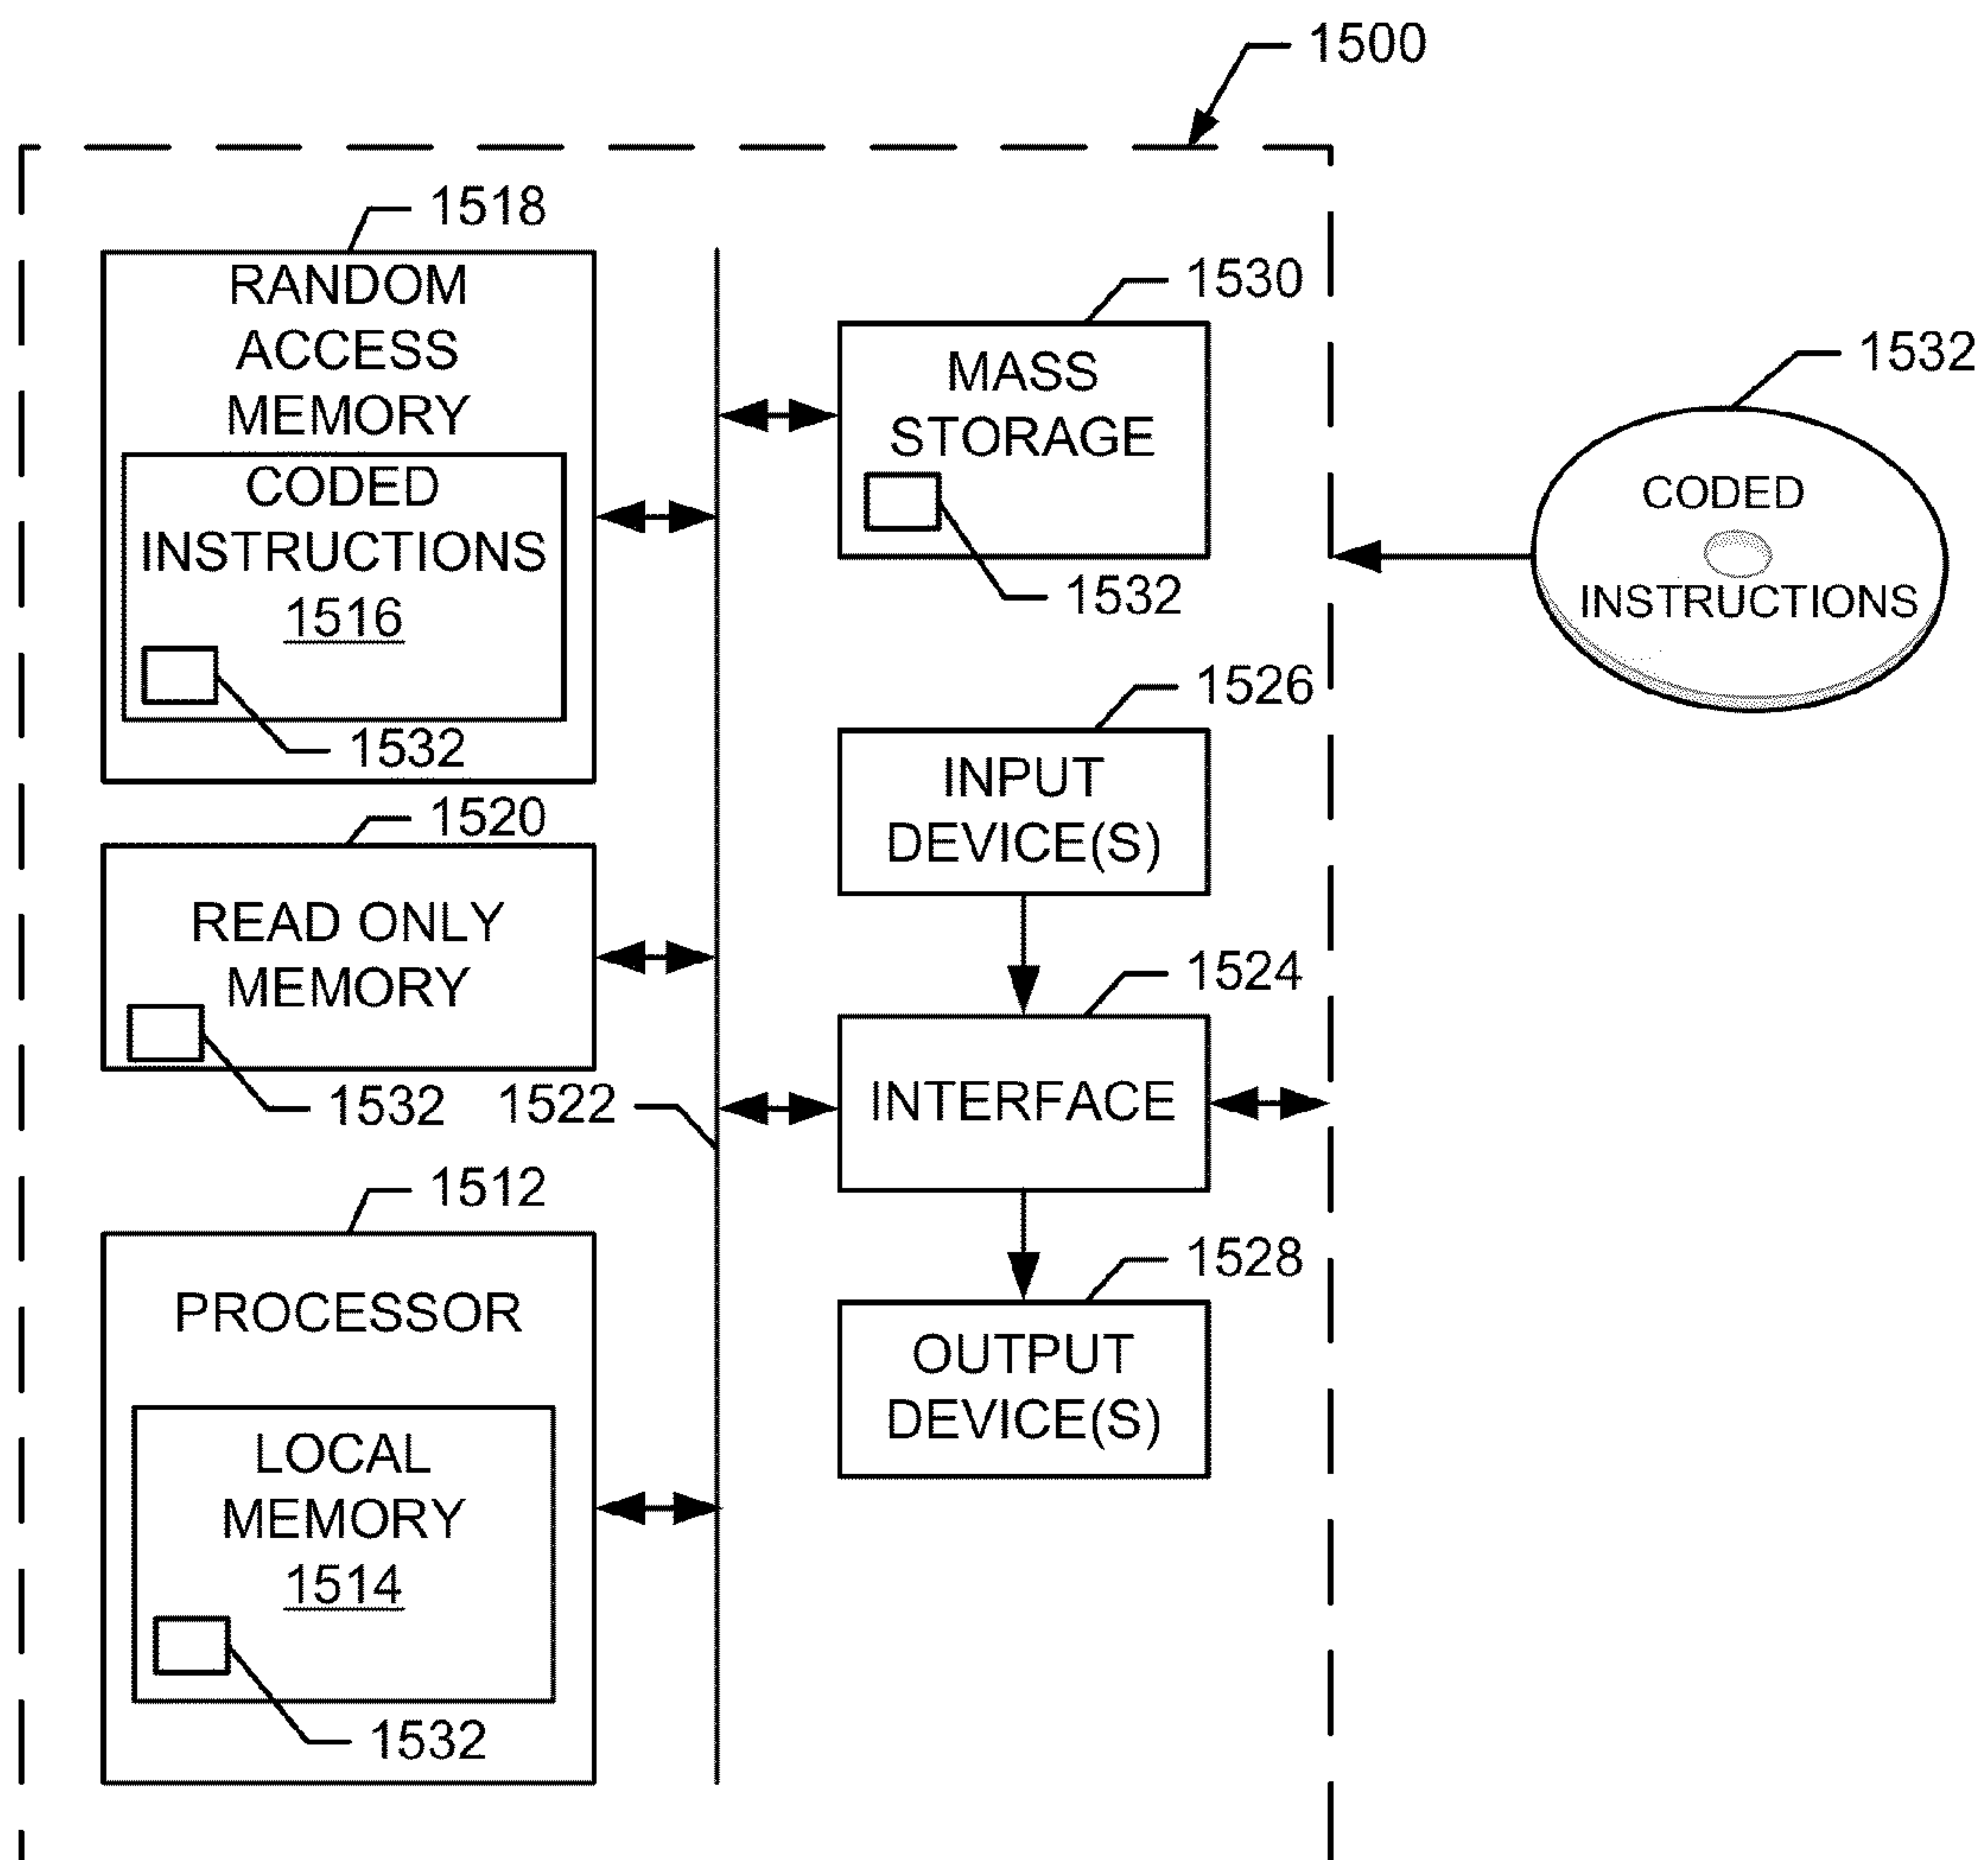 1500
1518
RANDOM
ACCESS
MEMORY
CODED
INSTRUCTIONS
1516
1532
1520
READ ONLY
MEMORY
1532
1522
1512
PROCESSOR
LOCAL
MEMORY
1514
1532
1530
MASS
STORAGE
1532
1526
INPUT
DEVICE(S)
1524
INTERFACE
1528
OUTPUT
DEVICE(S)
1532
CODED
INSTRUCTIONS